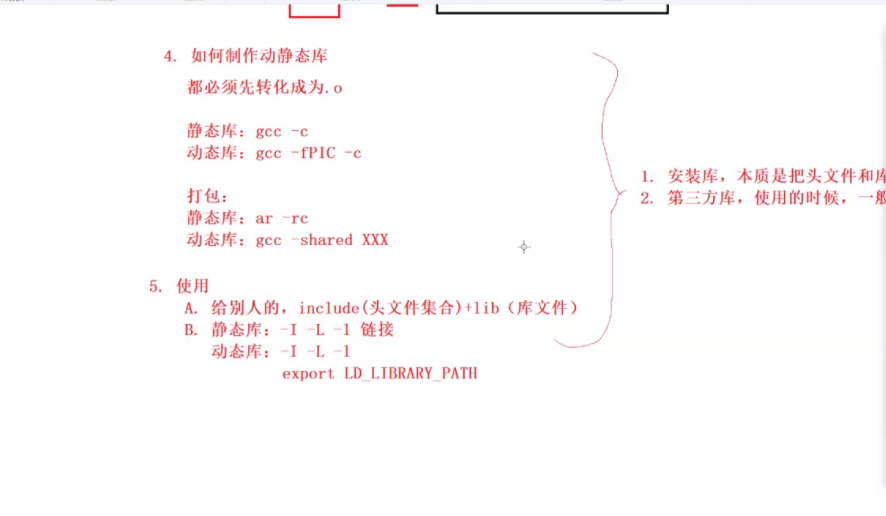 4. 如何制作动静态库
都必须先转化成为.o
静态库: gcc -c
动态库: gcc -fPIC -c
打包:
静态库: ar -rc
动态库: gcc -shared XXX
5. 使用
A. 给别人的, include(头文件集合)+lib（库文件）
B. 静态库: -I -L -l 链接
动态库: -I -L -l
export LD_LIBRARY_PATH
1. 安装库, 本质是把头文件和库
2. 第三方库, 使用的时候, 一般